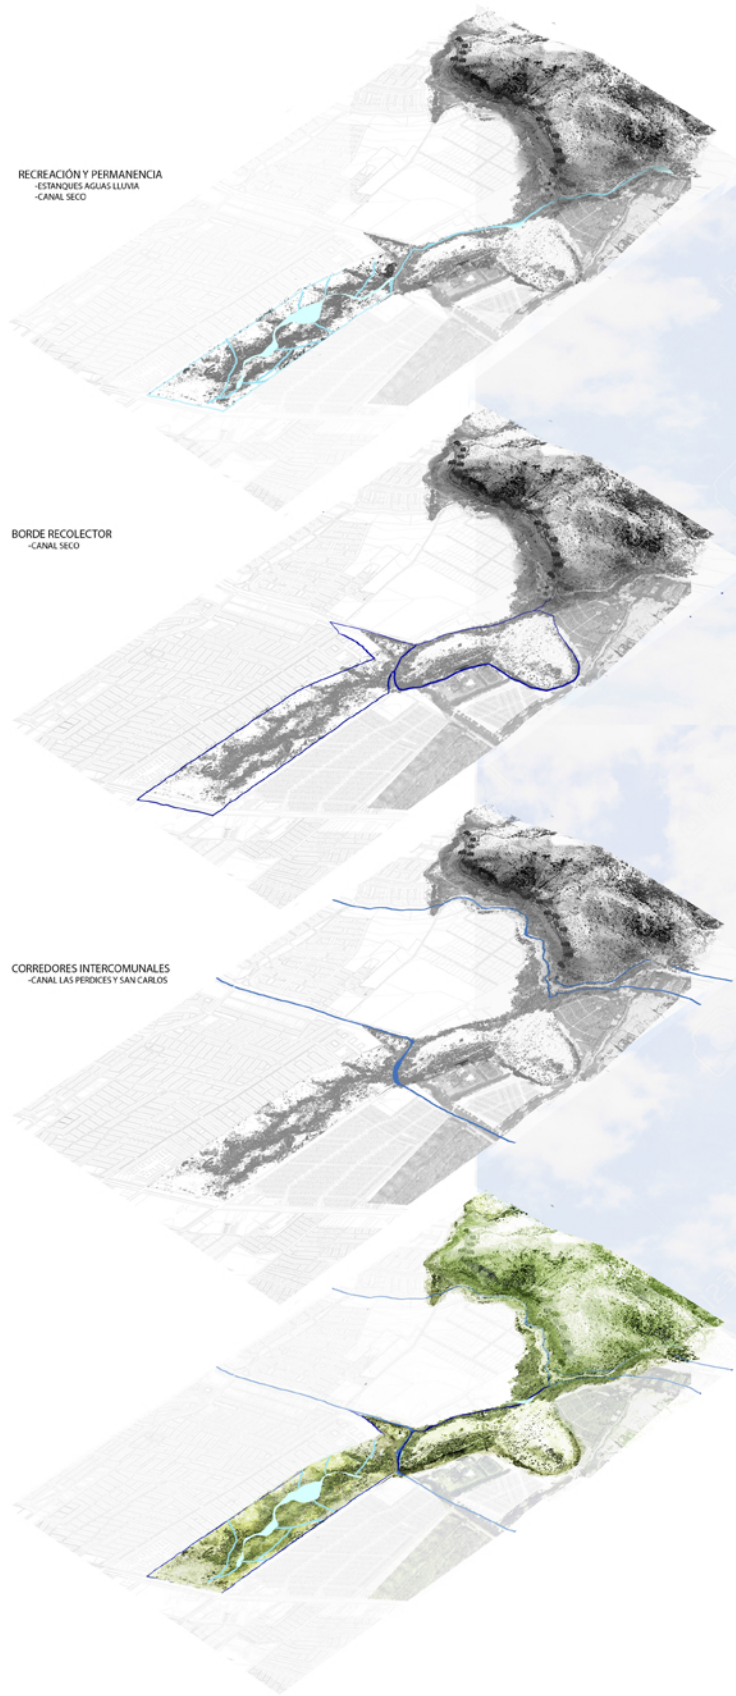 RECREACIÓN Y PERMANENCIA
-ESTANQUES AGUAS LLUVIA
-CANAL SECO
BORDE RECOLECTOR
-CANAL SECO
CORREDORES INTERCOMUNALES
-CANAL LAS PERDICES Y SAN CARLOS